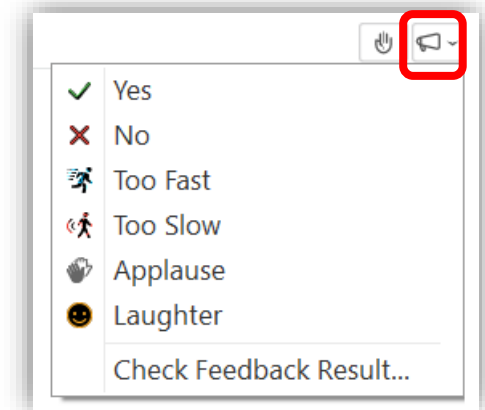 Yes
No
Too Fast
Too Slow
Applause
Laughter
Check Feedback Result...